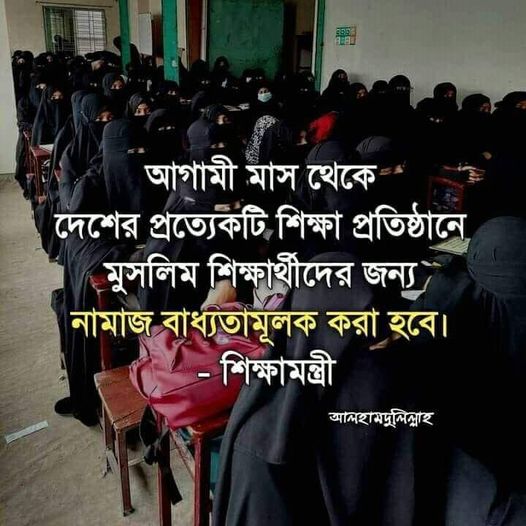 আগামী মাস থেকে
দেশের প্রত্যেকটি শিক্ষা প্রতিষ্ঠানে
মুসলিম শিক্ষার্থীদের জন্য
নামাজ বাধ্যতামূলক করা হবে।
- শিক্ষামন্ত্রী
আলহামদুলিল্লাহ